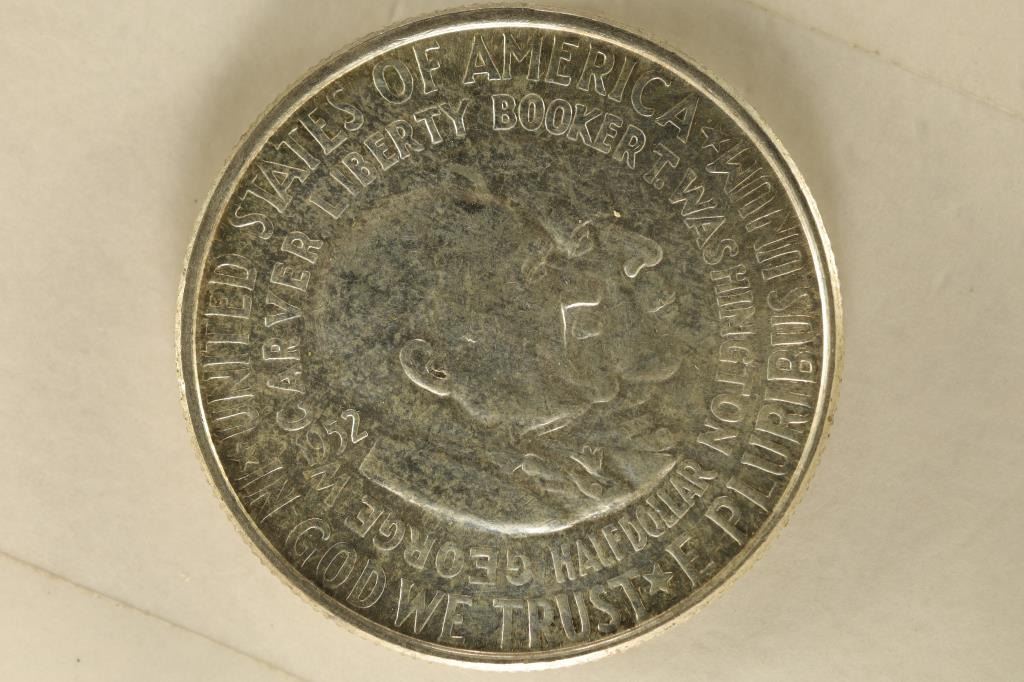 UNITED STATES OF AMERICA
E PLURIBUS UNUM
IN GOD WE TRUST
GEORGE W. CARVER
LIBERTY
BOOKER T. WASHINGTON
HALF DOLLAR
1952